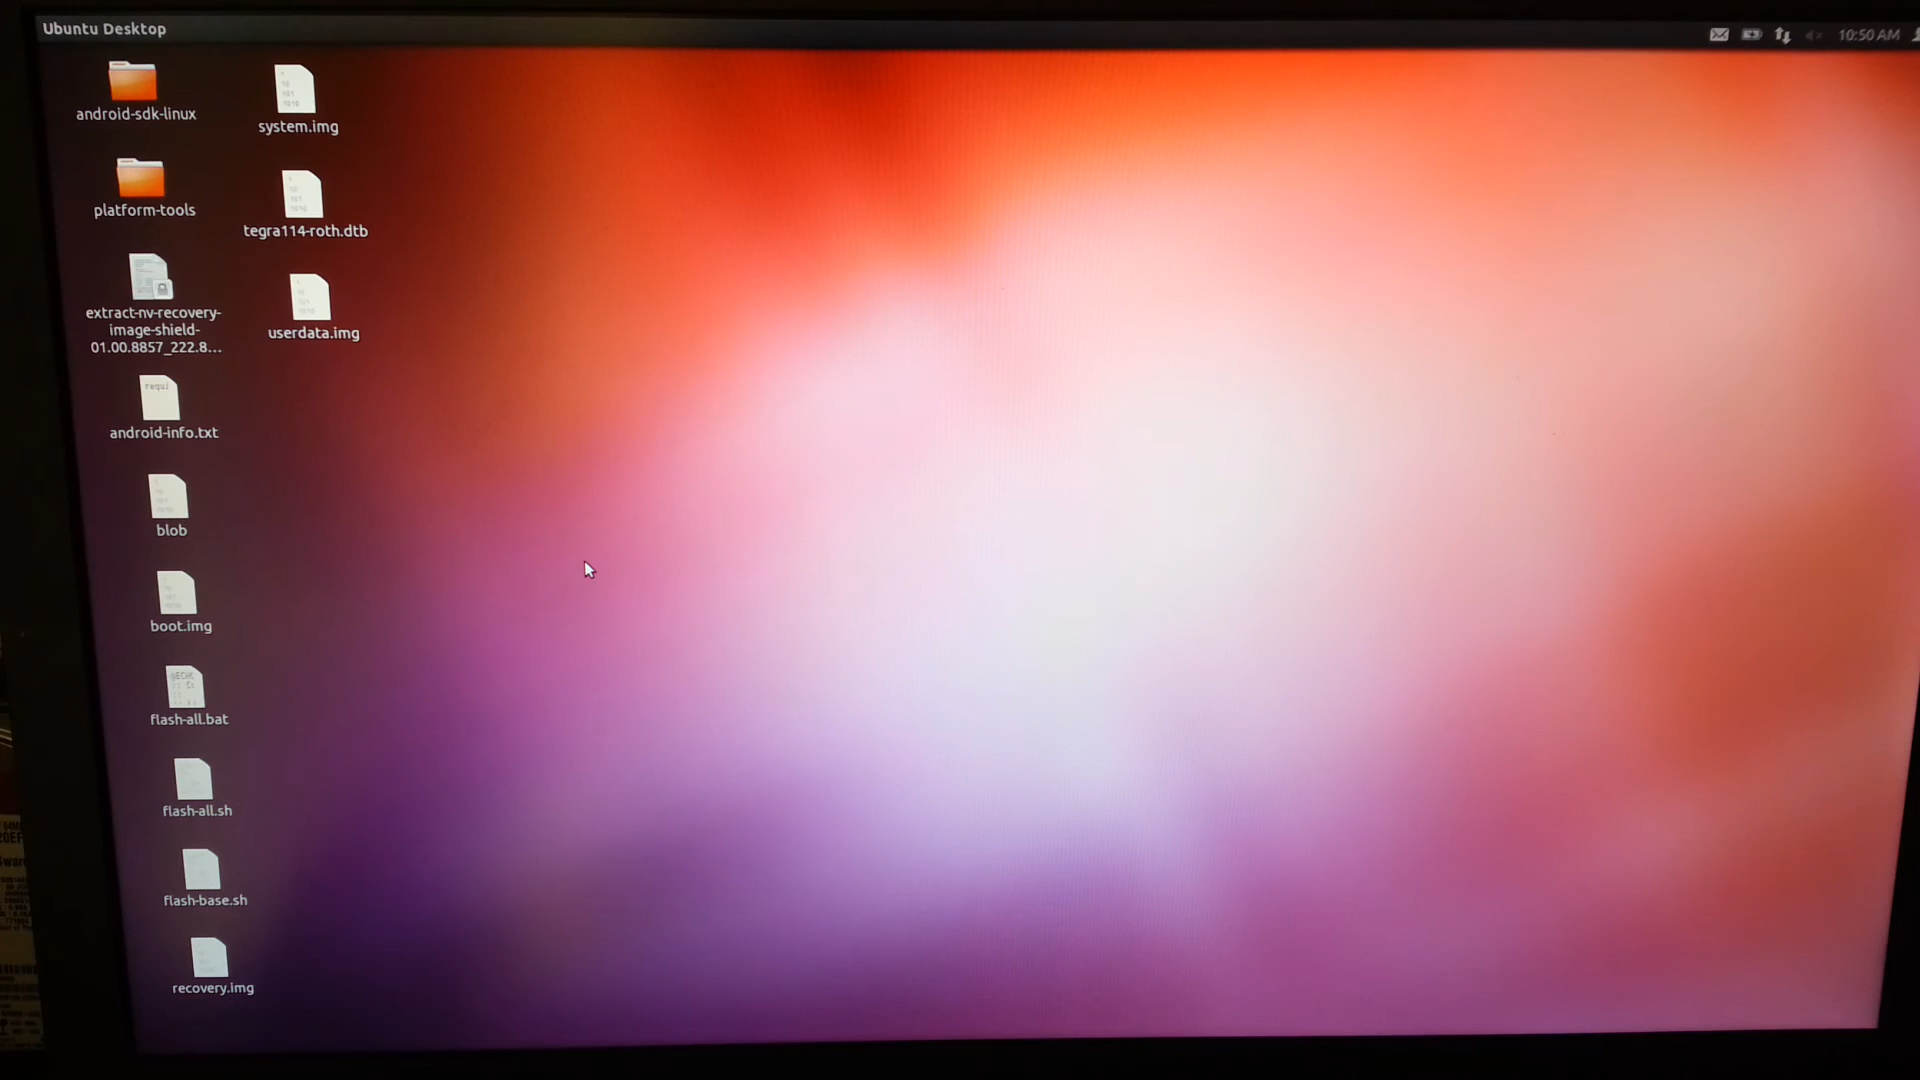 Ubuntu Desktop
10:50 AM
android-sdk-linux
platform-tools
extract-nv-recovery-
image-shield-
01.00.8857_222.8...
requi
android-info.txt
blob
boot.img
@ECHO
flash-all.bat
flash-all.sh
flash-base.sh
recovery.img
system.img
tegra114-roth.dtb
userdata.img